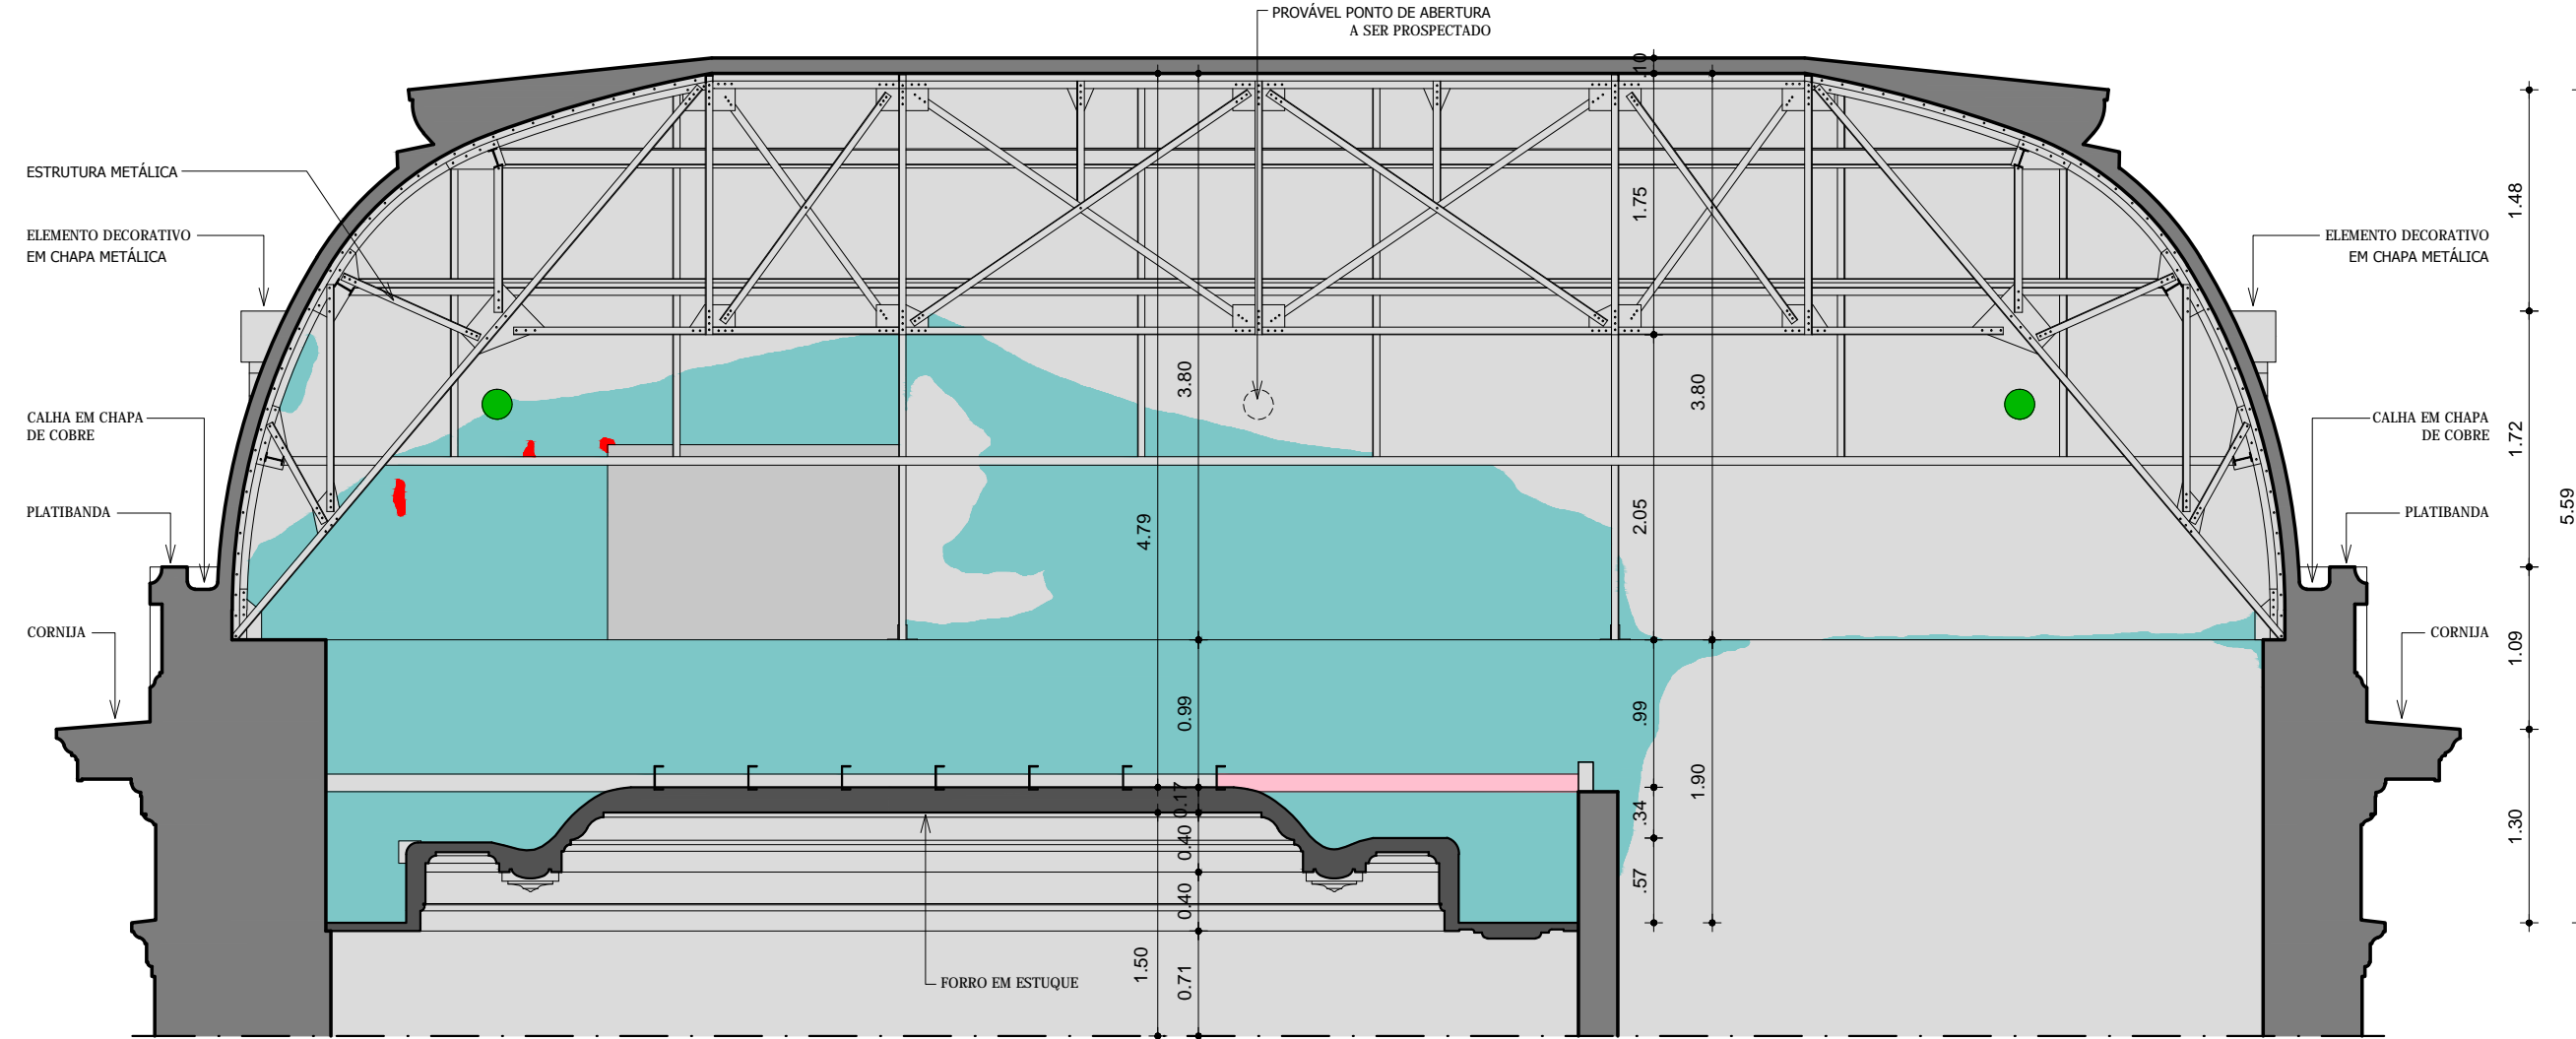 PROVÁVEL PONTO DE ABERTURA
A SER PROSPECTADO
ESTRUTURA METÁLICA
ELEMENTO DECORATIVO
EM CHAPA METÁLICA
CALHA EM CHAPA
DE COBRE
PLATIBANDA
CORNIJA
ELEMENTO DECORATIVO
EM CHAPA METÁLICA
CALHA EM CHAPA
DE COBRE
PLATIBANDA
CORNIJA
FORRO EM ESTUQUE
4.79
1.50
3.80
0.99
0.17
0.40
0.40
0.71
.10
1.75
2.05
.99
.34
.57
3.80
1.90
1.48
1.72
1.09
1.30
5.59